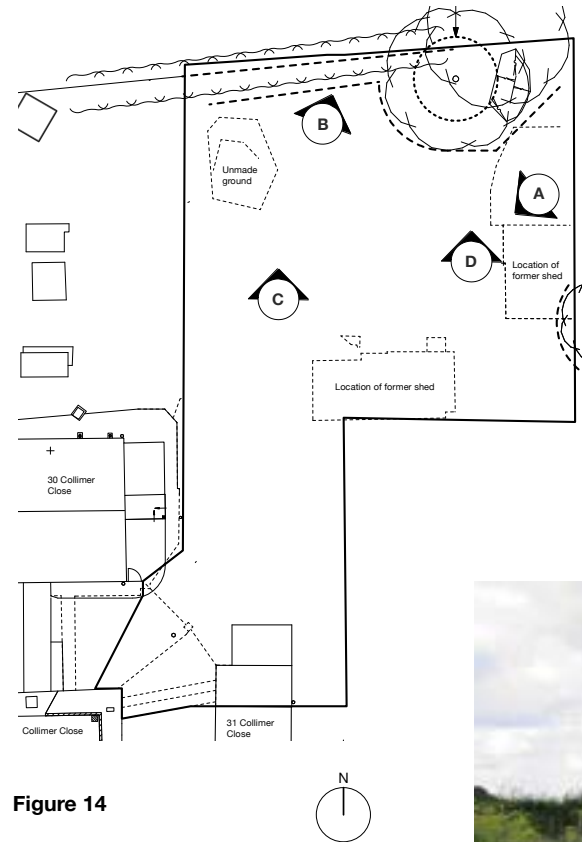 B
Unmade
ground
A
D
Location of
former shed
C
Location of former shed
30 Collimer
Close
31 Collimer
Close
Collimer Close
N
Figure 14